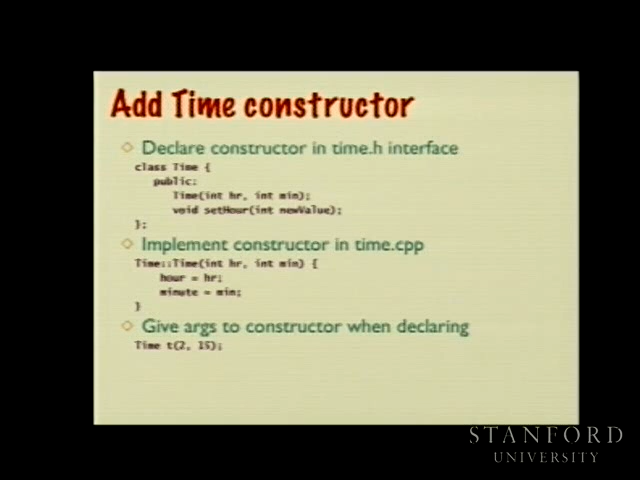 Add Time constructor
◇ Declare constructor in time.h interface
class Time {
public:
Time(int hr, int min);
void setHour(int newValue);
};
◇ Implement constructor in time.cpp
Time::Time(int hr, int min) {
hour = hr;
minute = min;
}
◇ Give args to constructor when declaring
Time t(2, 15);
STANFORD
UNIVERSITY